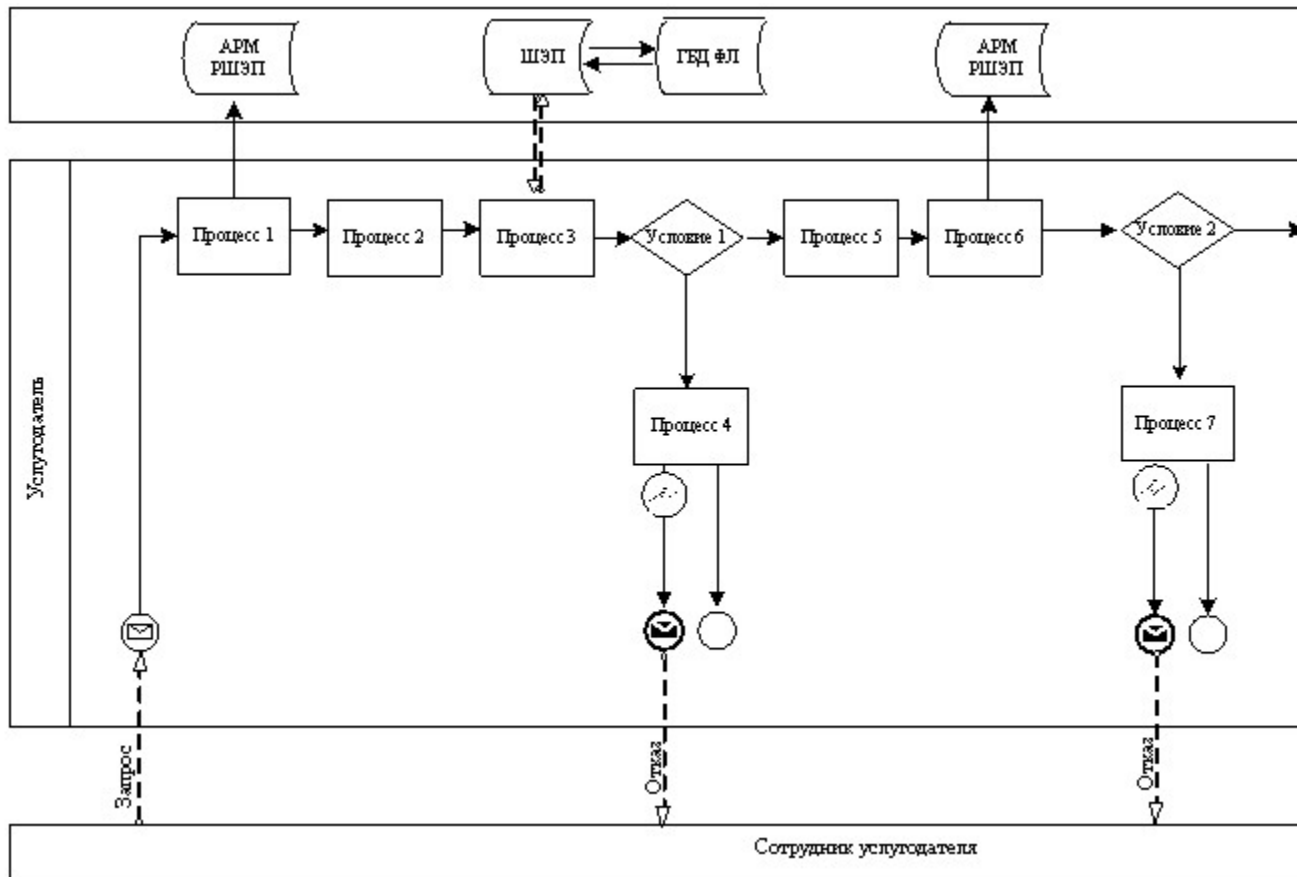 АРМ
РШЭП
ШЭП
ГБД ФЛ
АРМ
РШЭП
Услугодатель
Процесс 1
Процесс 2
Процесс 3
Условие 1
Процесс 5
Процесс 6
Условие 2
Процесс 4
Процесс 7
Запрос
Отказ
Отказ
Сотрудник услугодателя